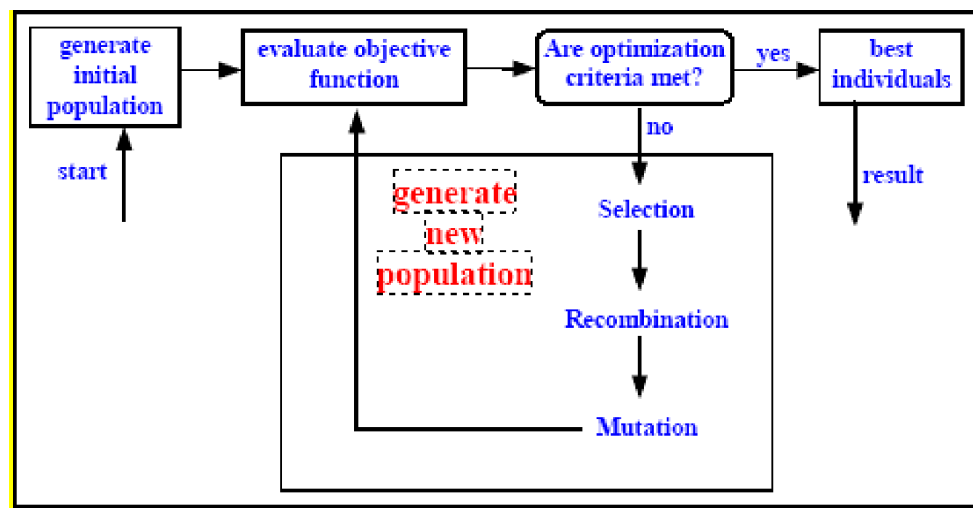 generate
initial
population
evaluate objective
function
Are optimization
criteria met?
yes
best
individuals
start
no
result
generate
new
population
Selection
Recombination
Mutation